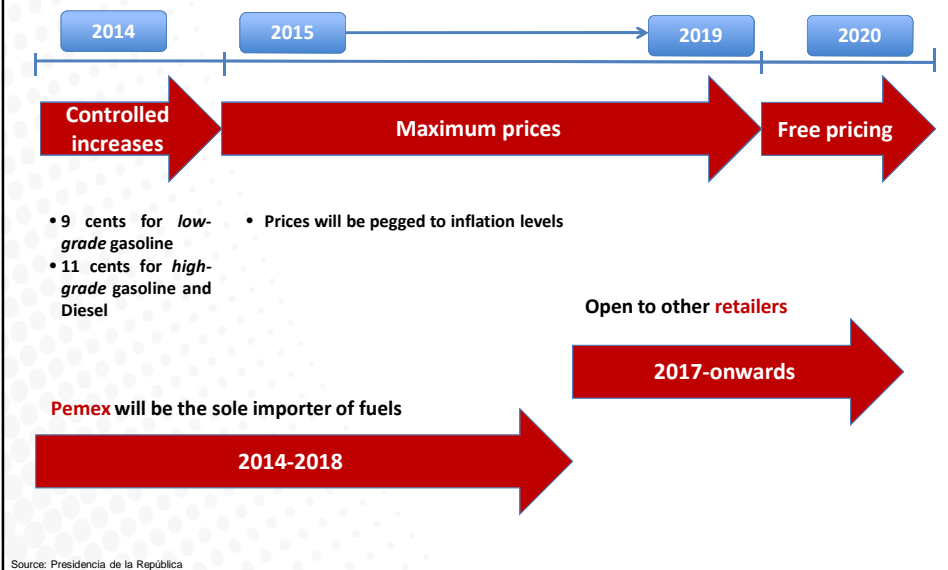 2014
2015
2019
2020
Controlled
increases
Maximum prices
Free pricing
• 9 cents for low-
grade gasoline
• 11 cents for high-
grade gasoline and
Diesel
• Prices will be pegged to inflation levels
Open to other retailers
2017-onwards
Pemex will be the sole importer of fuels
2014-2018
Source: Presidencia de la República